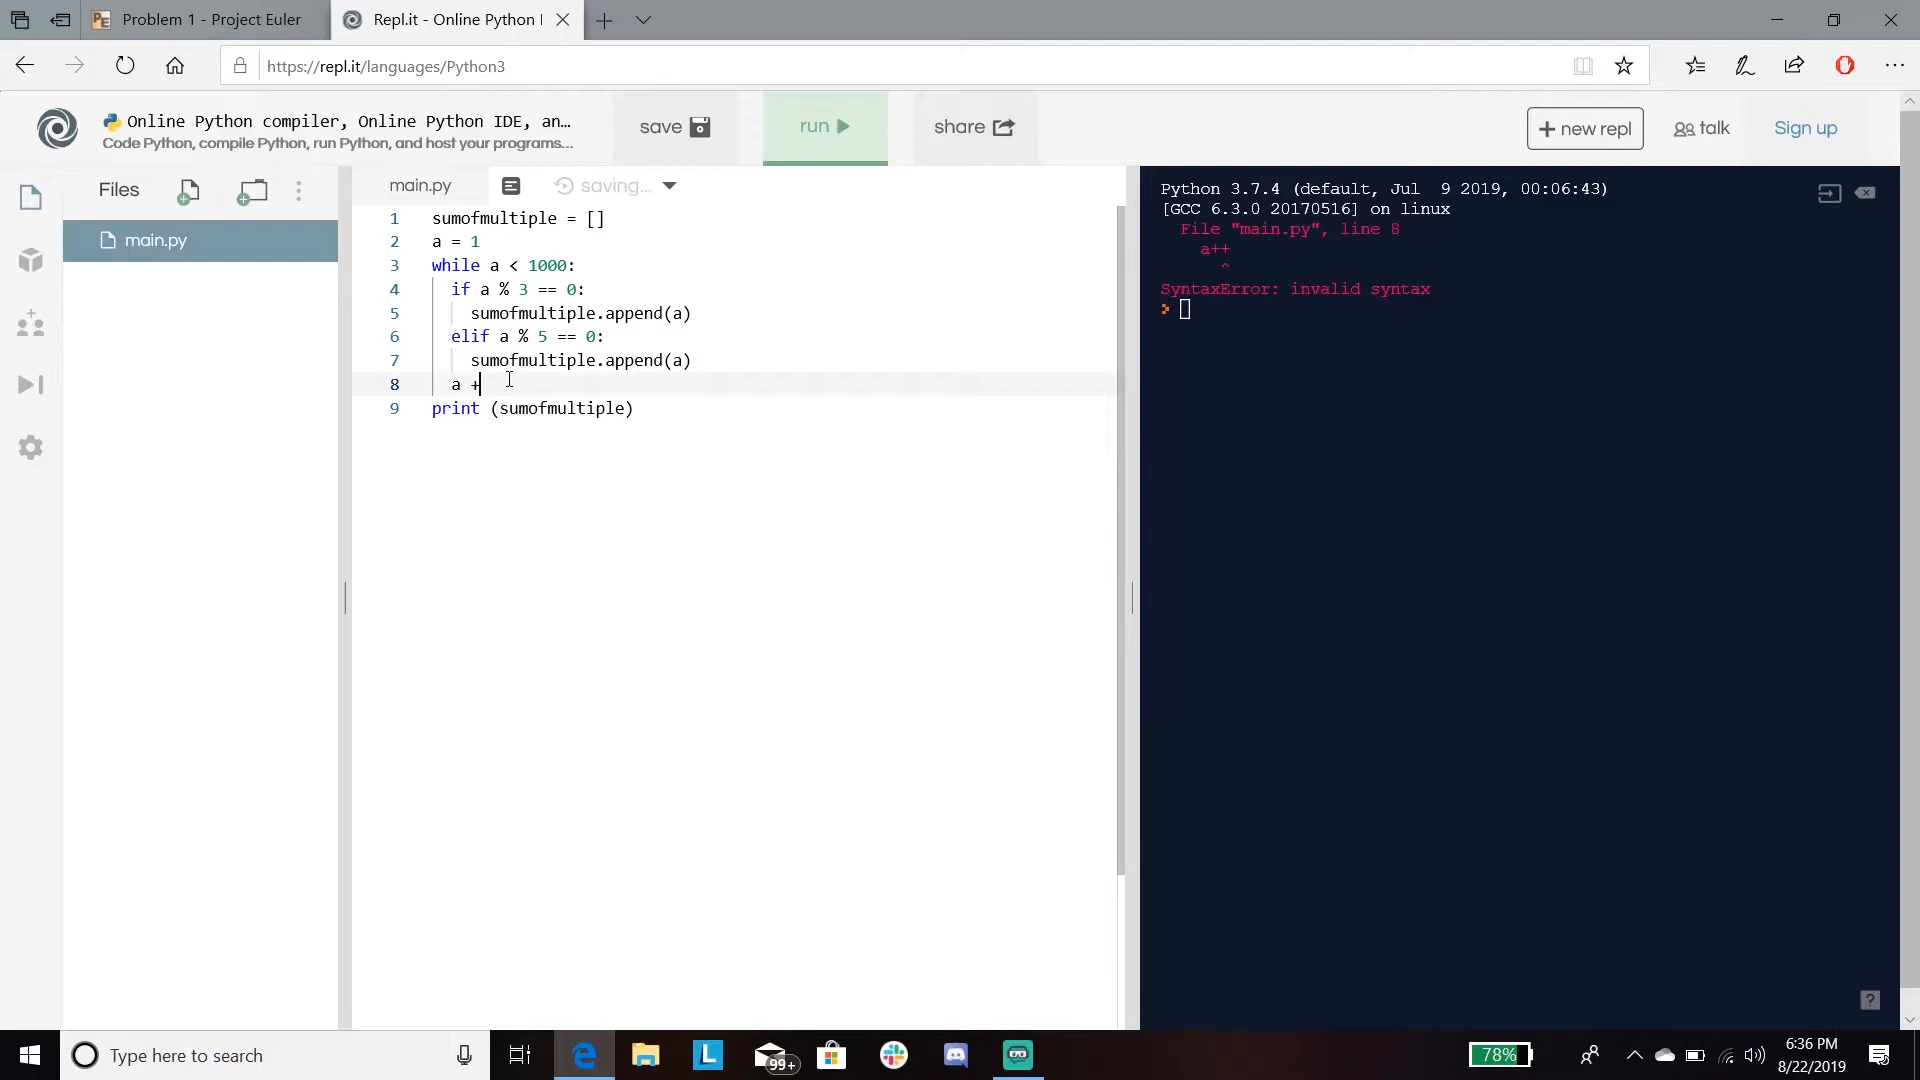 Problem 1 - Project Euler
Repl.it - Online Python I
https://repl.it/languages/Python3
Online Python compiler, Online Python IDE, an...
Code Python, compile Python, run Python, and host your programs...
save
run
share
+ new repl
talk
Sign up
Files
main.py
main.py
saving...
1 sumofmultiple = []
2 a = 1
3 while a < 1000:
4 if a % 3 == 0:
5 sumofmultiple.append(a)
6 elif a % 5 == 0:
7 sumofmultiple.append(a)
8 a +
9 print (sumofmultiple)
Python 3.7.4 (default, Jul  9 2019, 00:06:43)
[GCC 6.3.0 20170516] on linux
File "main.py", line 8
a++
^
SyntaxError: invalid syntax
?
Type here to search
L
99+
78%
6:36 PM
8/22/2019